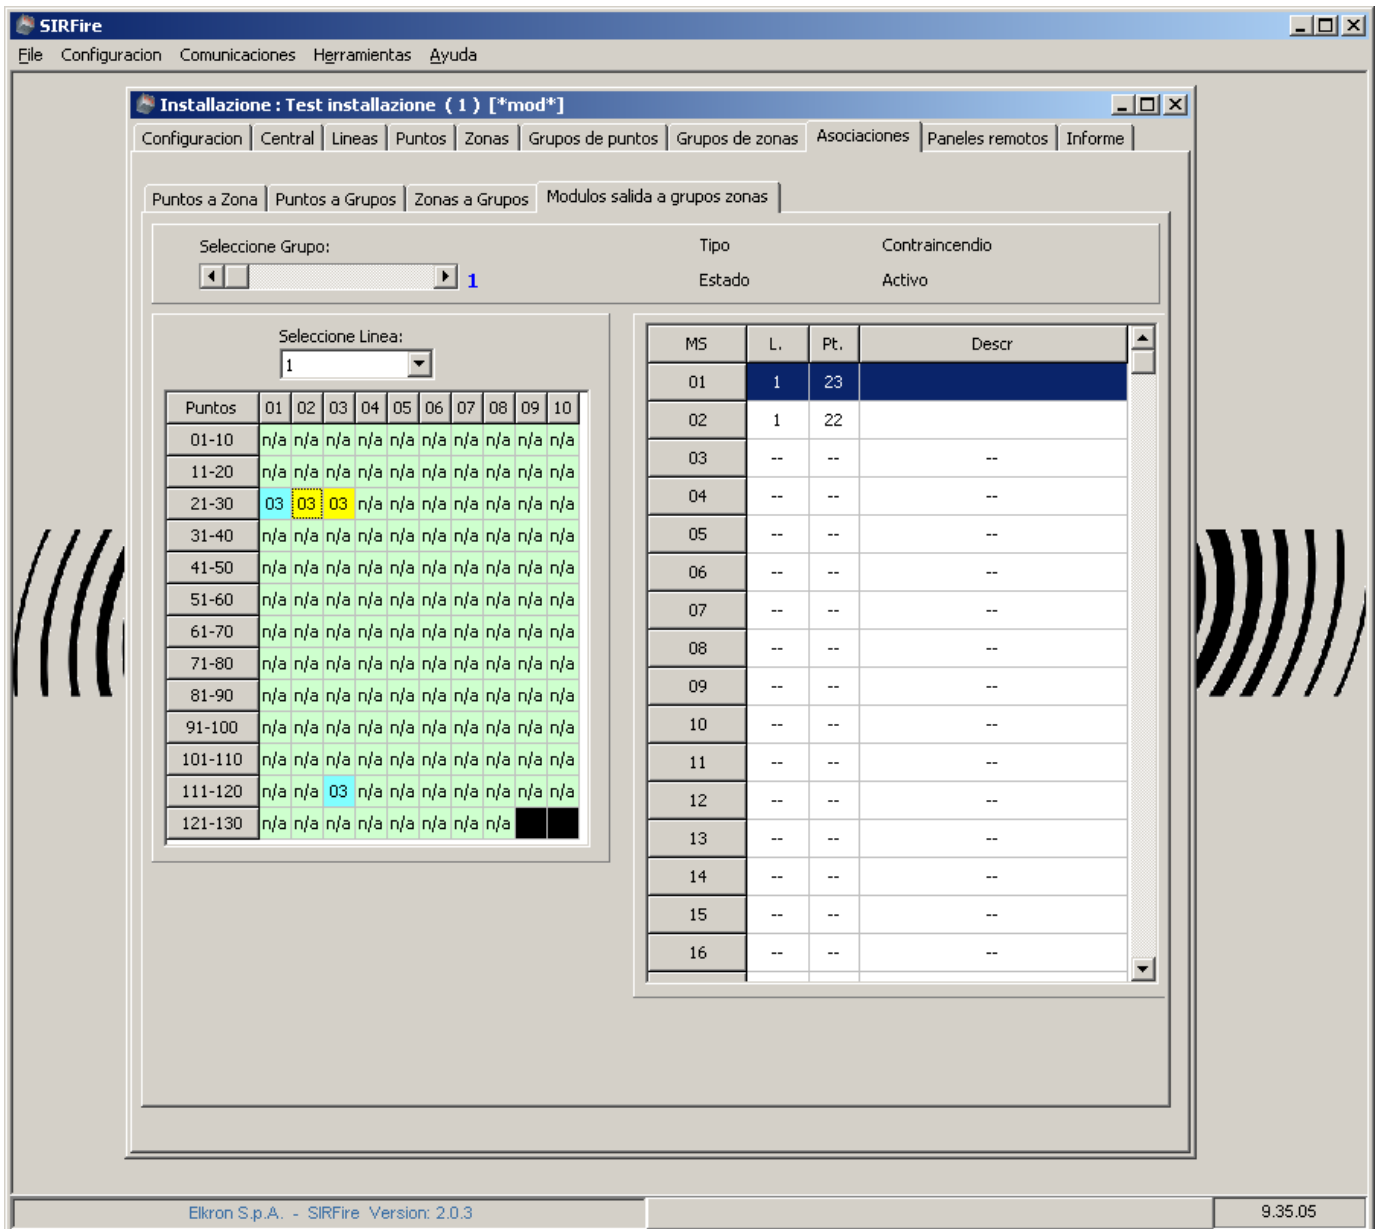 SIRFire
File Configuracion Comunicaciones Herramientas Ayuda
Installazione : Test installazione ( 1 ) [*mod*]
Configuracion Central Lineas Puntos Zonas Grupos de puntos Grupos de zonas Asociaciones Paneles remotos Informe
Puntos a Zona Puntos a Grupos Zonas a Grupos Modulos salida a grupos zonas
Seleccione Grupo: Tipo Contraincendio
1 Estado Activo
Seleccione Linea:
1
Puntos 01 02 03 04 05 06 07 08 09 10
01-10 n/a n/a n/a n/a n/a n/a n/a n/a n/a n/a
11-20 n/a n/a n/a n/a n/a n/a n/a n/a n/a n/a
21-30 03 03 03 n/a n/a n/a n/a n/a n/a n/a
31-40 n/a n/a n/a n/a n/a n/a n/a n/a n/a n/a
41-50 n/a n/a n/a n/a n/a n/a n/a n/a n/a n/a
51-60 n/a n/a n/a n/a n/a n/a n/a n/a n/a n/a
61-70 n/a n/a n/a n/a n/a n/a n/a n/a n/a n/a
71-80 n/a n/a n/a n/a n/a n/a n/a n/a n/a n/a
81-90 n/a n/a n/a n/a n/a n/a n/a n/a n/a n/a
91-100 n/a n/a n/a n/a n/a n/a n/a n/a n/a n/a
101-110 n/a n/a n/a n/a n/a n/a n/a n/a n/a n/a
111-120 n/a n/a 03 n/a n/a n/a n/a n/a n/a n/a
121-130 n/a n/a n/a n/a n/a n/a n/a n/a
MS L. Pt. Descr
01 1 23
02 1 22
03 -- -- --
04 -- -- --
05 -- -- --
06 -- -- --
07 -- -- --
08 -- -- --
09 -- -- --
10 -- -- --
11 -- -- --
12 -- -- --
13 -- -- --
14 -- -- --
15 -- -- --
16 -- -- --
Elkron S.p.A. - SIRFire Version: 2.0.3 9.35.05